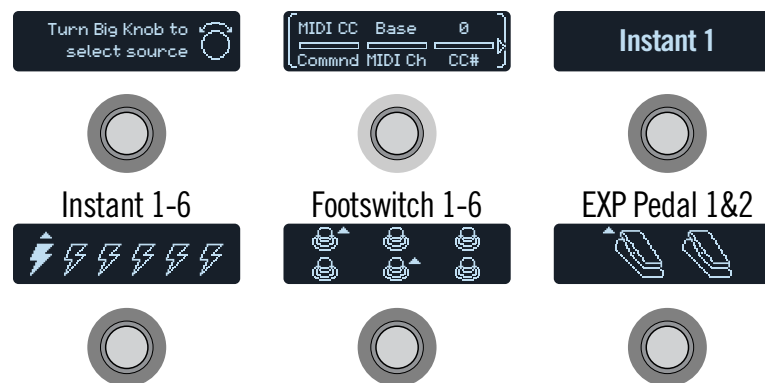 Turn Big Knob to
select source
MIDI CC Base 0
Commnd MIDI Ch CC#
Instant 1
Instant 1-6
Footswitch 1-6
EXP Pedal 1&2